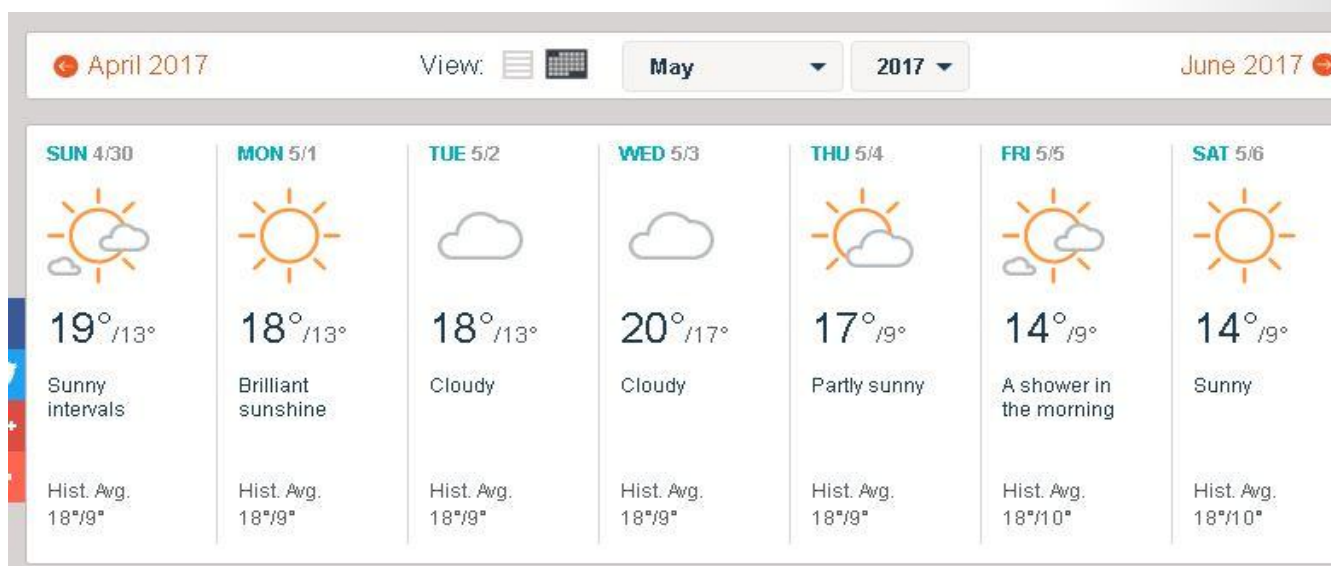 April 2017 View: May 2017 June 2017
SUN 4/30 MON 5/1 TUE 5/2 WED 5/3 THU 5/4 FRI 5/5 SAT 5/6
19°/13° 18°/13° 18°/13° 20°/17° 17°/9° 14°/9° 14°/9°
Sunny Brilliant Cloudy Cloudy Partly sunny A shower in Sunny
intervals sunshine the morning
Hist. Avg. Hist. Avg. Hist. Avg. Hist. Avg. Hist. Avg. Hist. Avg. Hist. Avg.
18°/9° 18°/9° 18°/9° 18°/9° 18°/9° 18°/10° 18°/10°